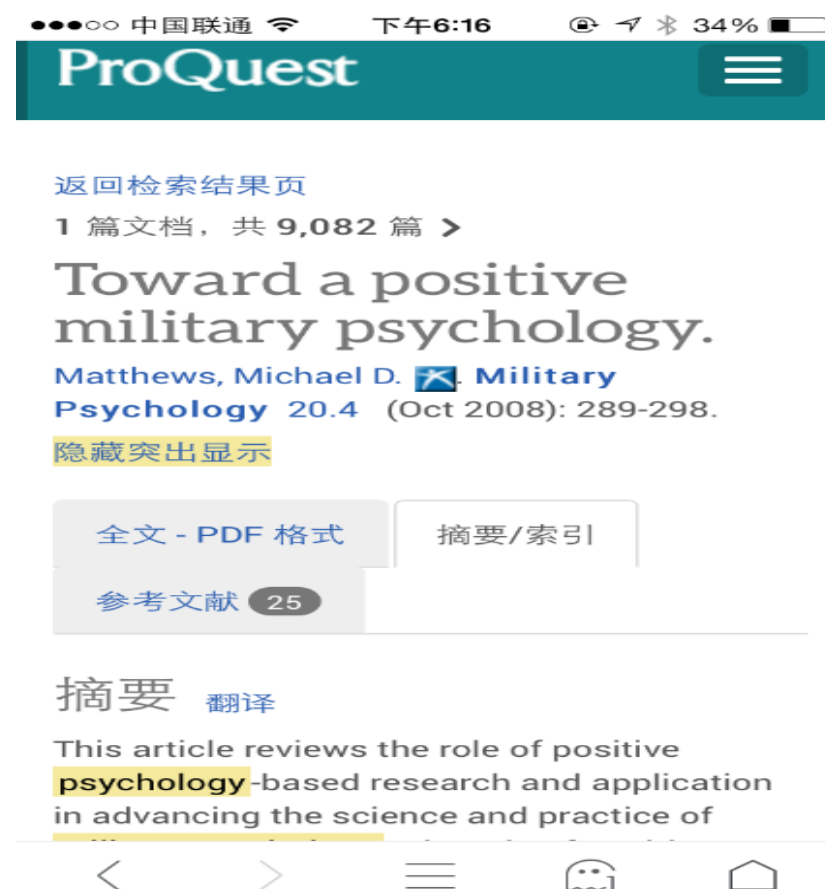 中国联通 下午6:16 34%
ProQuest
返回检索结果页
1 篇文档，共 9,082 篇 >
Toward a positive
military psychology.
Matthews, Michael D. . Military
Psychology 20.4 (Oct 2008): 289-298.
隐藏突出显示
全文 - PDF 格式 摘要/索引
参考文献 25
摘要 翻译
This article reviews the role of positive
psychology-based research and application
in advancing the science and practice of